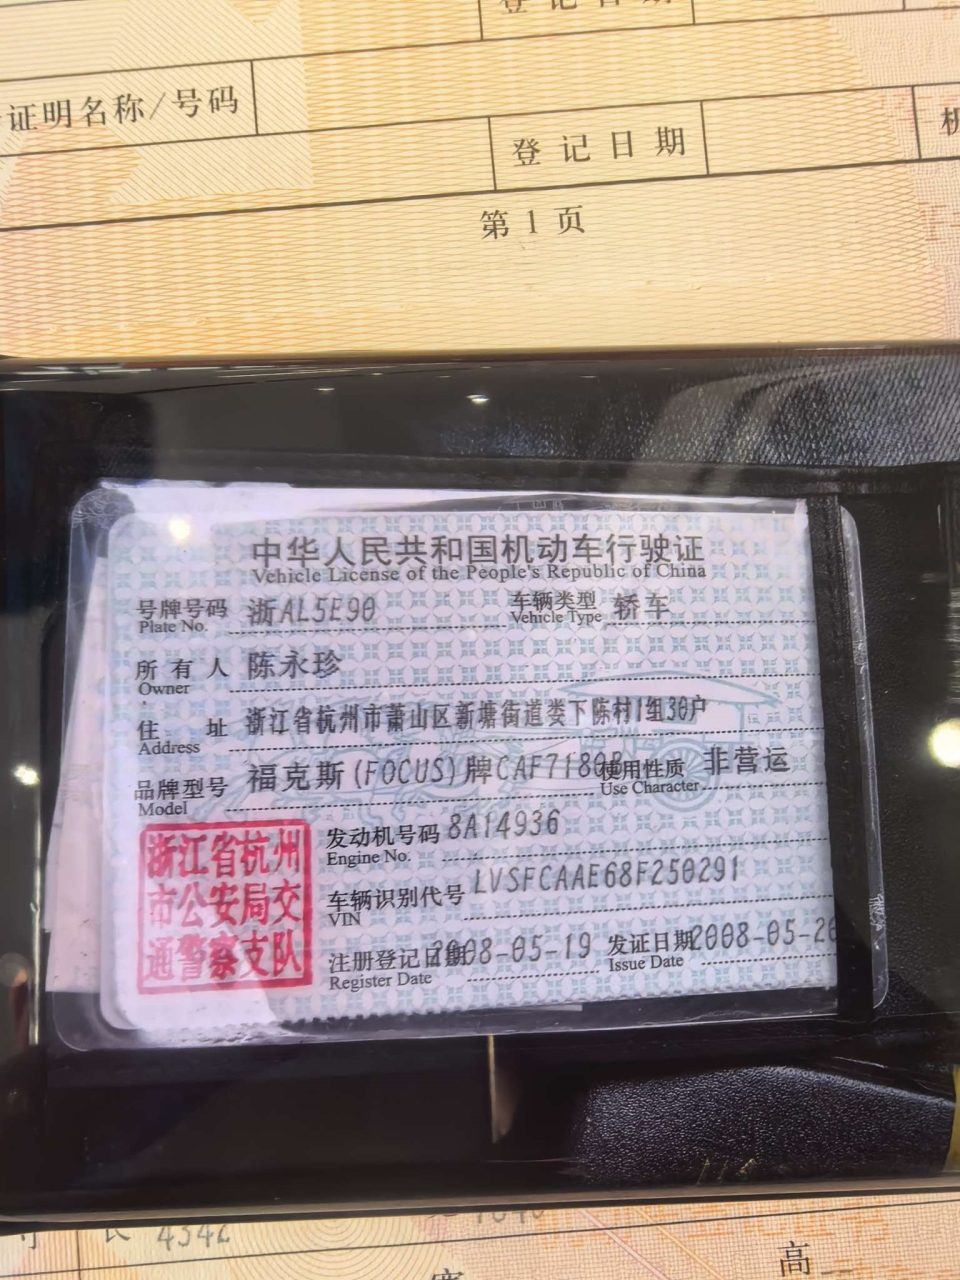 登记日期
证明名称/号码
登记日期
机
第1页
中华人民共和国机动车行驶证
Vehicle License of the People's Republic of China
号牌号码 浙AL5E90 车辆类型 轿车
Plate No. Vehicle Type
所有人 陈永珍
Owner
住址 浙江省杭州市萧山区新塘街道娄下陈村1组30户
Address
品牌型号 福克斯(FOCUS)牌CAF7180B 使用性质 非营运
Model Use Character
浙江省杭州
市公安局交
通警察支队
发动机号码 8A14936
Engine No.
车辆识别代号 LVSFCAAE68F250291
VIN
注册登记日期 2008-05-19 发证日期 2008-05-26
Register Date Issue Date
长 4342
高